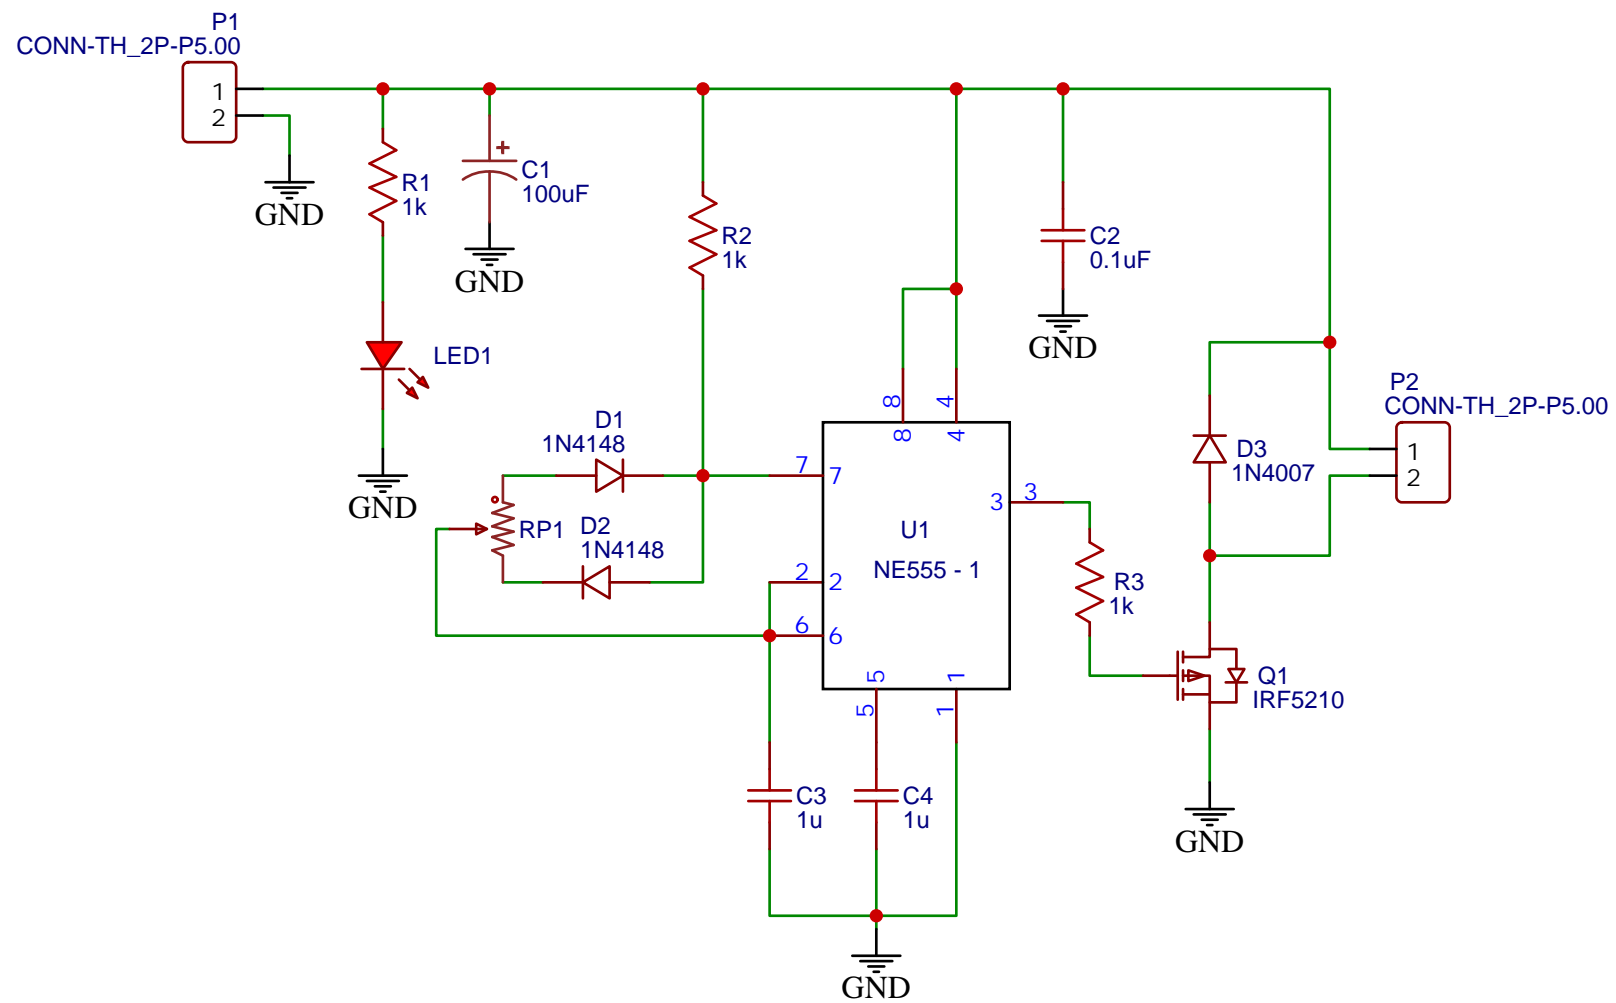 P1
CONN-TH_2P-P5.00
1
2
GND
R1
1k
+
C1
100uF
GND
R2
1k
C2
0.1uF
GND
LED1
GND
D1
1N4148
RP1
D2
1N4148
8
4
8
4
7
7
3
3
U1
NE555 - 1
2
2
6
6
5
1
5
1
R3
1k
D3
1N4007
P2
CONN-TH_2P-P5.00
1
2
Q1
IRF5210
GND
C3
1u
C4
1u
GND